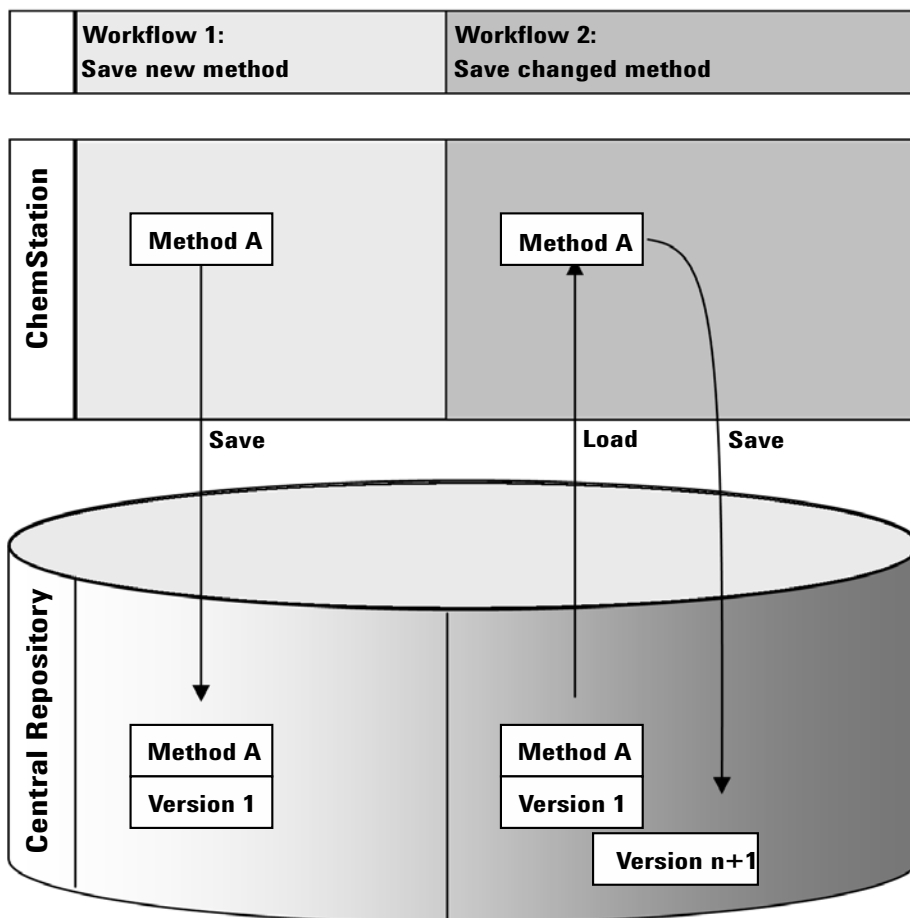 Workflow 1:
Save new method
Workflow 2:
Save changed method
ChemStation
Method A
Method A
Save
Load
Save
Central Repository
Method A
Version 1
Method A
Version 1
Version n+1